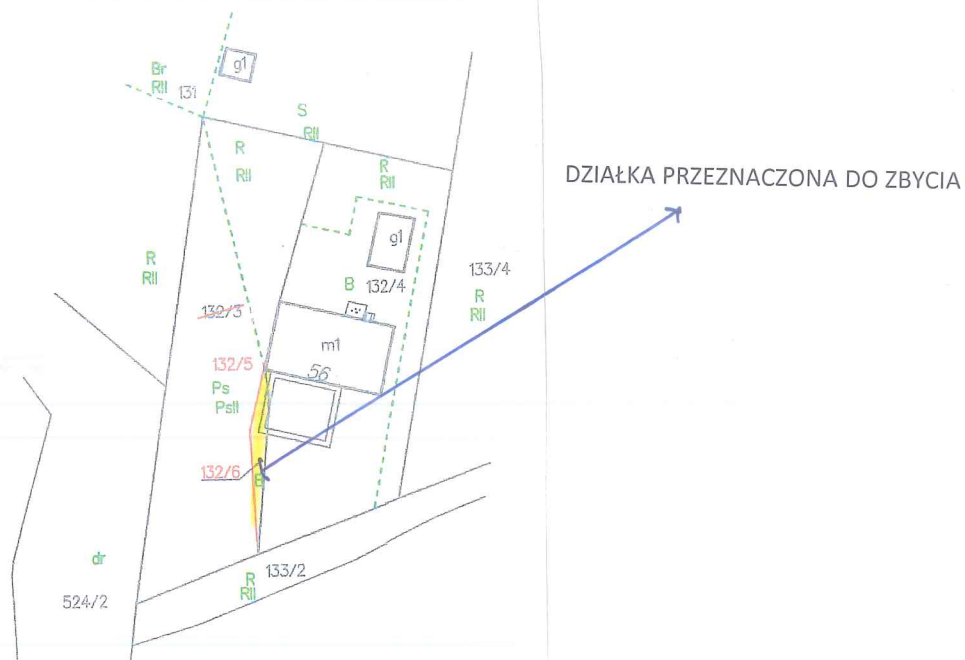 g1
Br
RII
131
S
RII
R
RII
R
RII
DZIAŁKA PRZEZNACZONA DO ZBYCIA
g1
R
RII
B
132/4
133/4
R
RII
132/3
m1
132/5
56
Ps
PsII
132/6
B
dr
133/2
R
RII
524/2